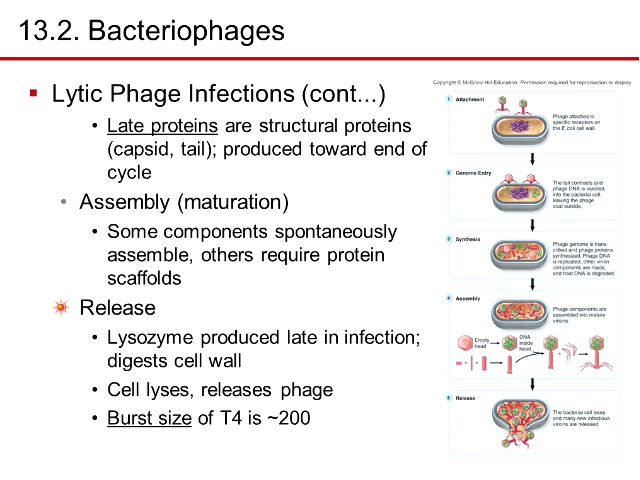 13.2. Bacteriophages
Lytic Phage Infections (cont...)
• Late proteins are structural proteins
(capsid, tail); produced toward end of
cycle
• Assembly (maturation)
• Some components spontaneously
assemble, others require protein
scaffolds
Release
• Lysozyme produced late in infection;
digests cell wall
• Cell lyses, releases phage
• Burst size of T4 is ~200
Copyright © McGraw-Hill Education. Permission required for reproduction or display.
1 Attachment
Phage attaches to
specific receptors on
the E. coli cell wall.
2 Genome Entry
The tail contracts and
phage DNA is injected
into the bacterial cell,
leaving the phage
coat outside.
3 Synthesis
Phage genome is trans-
cribed and phage proteins
synthesized. Phage DNA
is replicated, other virion
components are made,
and host DNA is degraded.
4 Assembly
Phage components are
assembled into mature
virions.
Empty
head
DNA
inside
head
5 Release
The bacterial cell lyses
and many new infectious
virions are released.